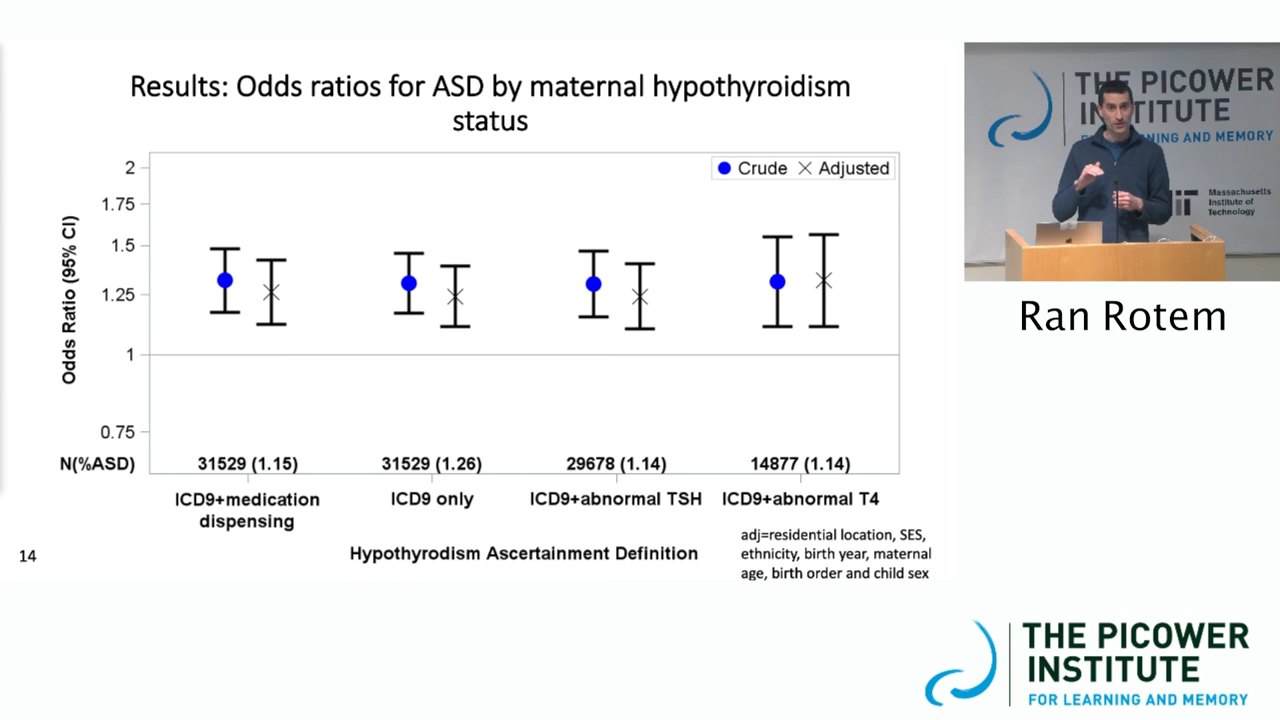 Results: Odds ratios for ASD by maternal hypothyroidism
status
Crude Adjusted
2
1.75
1.5
1.25
1
0.75
Odds Ratio (95% CI)
N(%ASD) 31529 (1.15) 31529 (1.26) 29678 (1.14) 14877 (1.14)
ICD9+medication
dispensing
ICD9 only
ICD9+abnormal TSH
ICD9+abnormal T4
Hypothyrodism Ascertainment Definition
adj=residential location, SES,
ethnicity, birth year, maternal
age, birth order and child sex
14
THE PICOWER
INSTITUTE
NING AND MEMORY
Massachusetts
Institute of
Technology
Ran Rotem
THE PICOWER
INSTITUTE
FOR LEARNING AND MEMORY